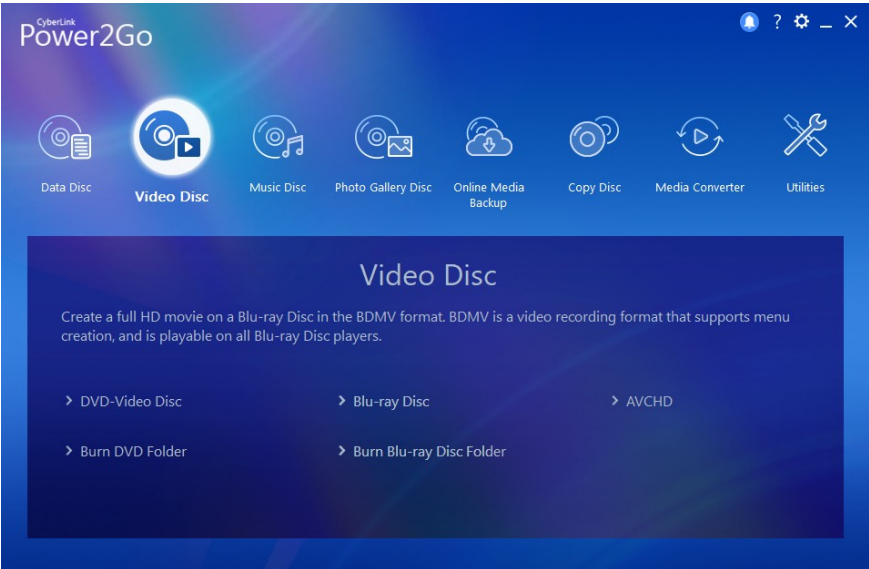 CyberLink
Power2Go
?
Data Disc
Video Disc
Music Disc
Photo Gallery Disc
Online Media
Backup
Copy Disc
Media Converter
Utilities
Video Disc
Create a full HD movie on a Blu-ray Disc in the BDMV format. BDMV is a video recording format that supports menu
creation, and is playable on all Blu-ray Disc players.
> DVD-Video Disc
> Blu-ray Disc
> AVCHD
> Burn DVD Folder
> Burn Blu-ray Disc Folder